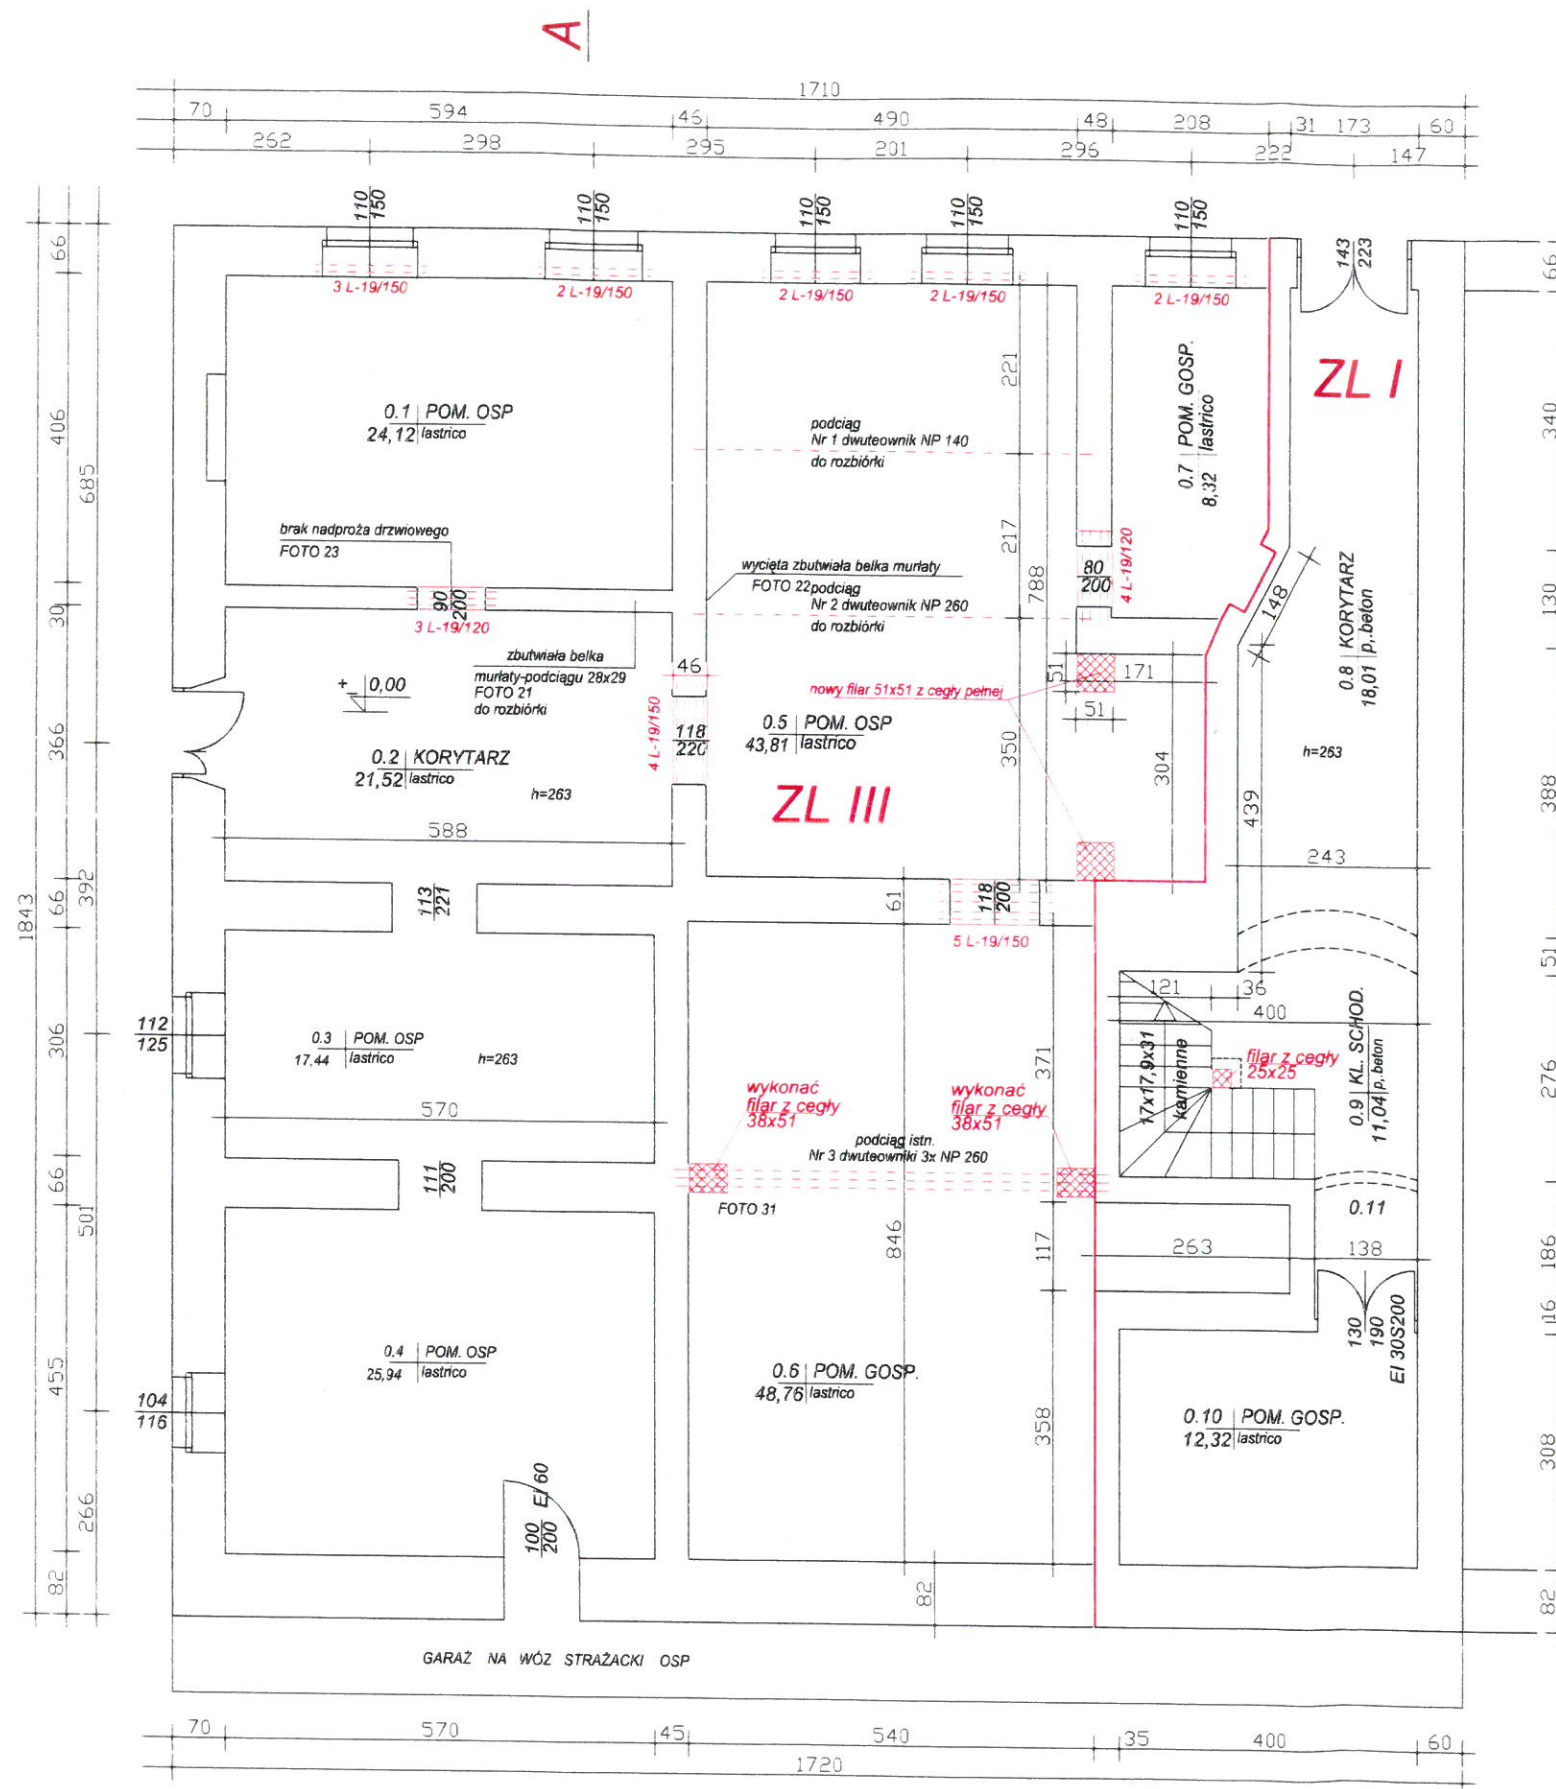 A
1710
70 594 46 490 48 208 31 173 60
262 298 295 201 296 222 147
110
150
110
150
110
150
110
150
110
150
143
223
3 L-19/150
2 L-19/150
2 L-19/150
2 L-19/150
2 L-19/150
ZL I
66
406
30
366
66
306
66
455
82
685
392
501
266
1843
66
340
130
388
51
276
186
16
308
82
0.1 POM. OSP
24,12 lastrico
podciąg
Nr 1 dwuteownik NP 140
do rozbiórki
221
217
788
350
0.7 POM. GOSP.
8,32 lastrico
brak nadproża drzwiowego
FOTO 23
90
200
3 L-19/120
wycięta zbutwiała belka murłaty
FOTO 22
podciąg
Nr 2 dwuteownik NP 260
do rozbiórki
80
200
4 L-19/120
148
0.8 KORYTARZ
18,01 p,.beton
zbutwiała belka
murłaty-podciągu 28x29
FOTO 21
do rozbiórki
+ 0,00
46
51
171
51
nowy filar 51x51 z cegły pełnej
4 L-19/150
118
220
0.5 POM. OSP
43,81 lastrico
0.2 KORYTARZ
21,52 lastrico
h=263
ZL III
304
439
h=263
588
243
113
221
61
118
200
5 L-19/150
121 36
400
112
125
0.3 POM. OSP
17,44 lastrico
h=263
371
17x17,9x31
kamienne
filar z cegły
25x25
0.9 KL. SCHOD.
11,04 p,.beton
570
wykonać
filar z cegły
38x51
wykonać
filar z cegły
38x51
podciąg istn.
Nr 3 dwuteowniki 3x NP 260
FOTO 31
111
200
0.11
846
117
263 138
130
190
EI 30S200
104
116
0.4 POM. OSP
25,94 lastrico
0.6 POM. GOSP.
48,76 lastrico
358
0.10 POM. GOSP.
12,32 lastrico
100
200
EI 60
82
GARAŻ NA WÓZ STRAŻACKI OSP
70 570 45 540 35 400 60
1720